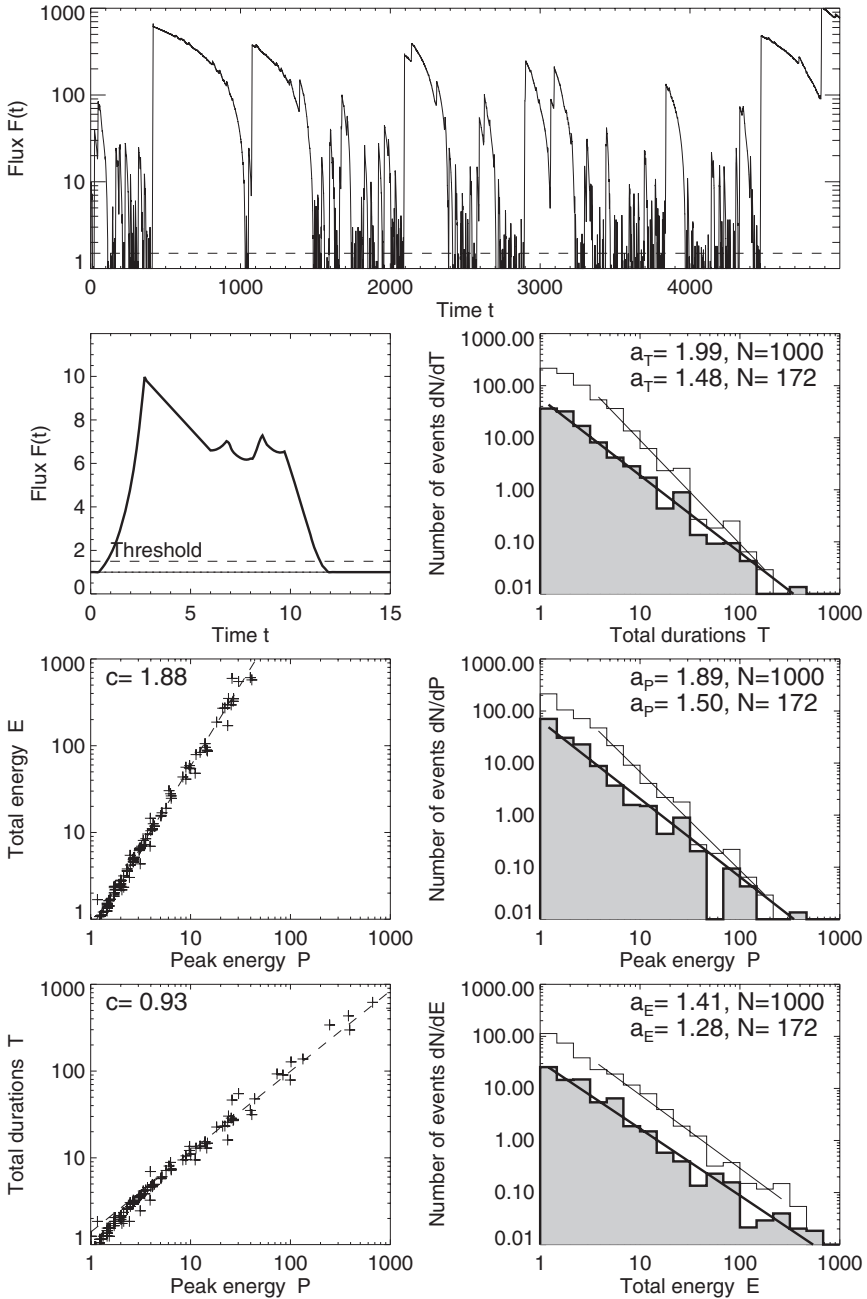 1000
100
10
1
Flux F(t)
0
1000
2000
3000
4000
Time t
10
8
6
4
2
0
Flux F(t)
Threshold
0
5
10
15
Time t
1000.00
100.00
10.00
1.00
0.10
0.01
Number of events dN/dT
a_T= 1.99, N=1000
a_T= 1.48, N= 172
1
10
100
1000
Total durations T
1000
100
10
1
Total energy E
c= 1.88
1
10
100
1000
Peak energy P
1000.00
100.00
10.00
1.00
0.10
0.01
Number of events dN/dP
a_P= 1.89, N=1000
a_P= 1.50, N= 172
1
10
100
1000
Peak energy P
1000
100
10
1
Total durations T
c= 0.93
1
10
100
1000
Peak energy P
1000.00
100.00
10.00
1.00
0.10
0.01
Number of events dN/dE
a_E= 1.41, N=1000
a_E= 1.28, N= 172
1
10
100
1000
Total energy E